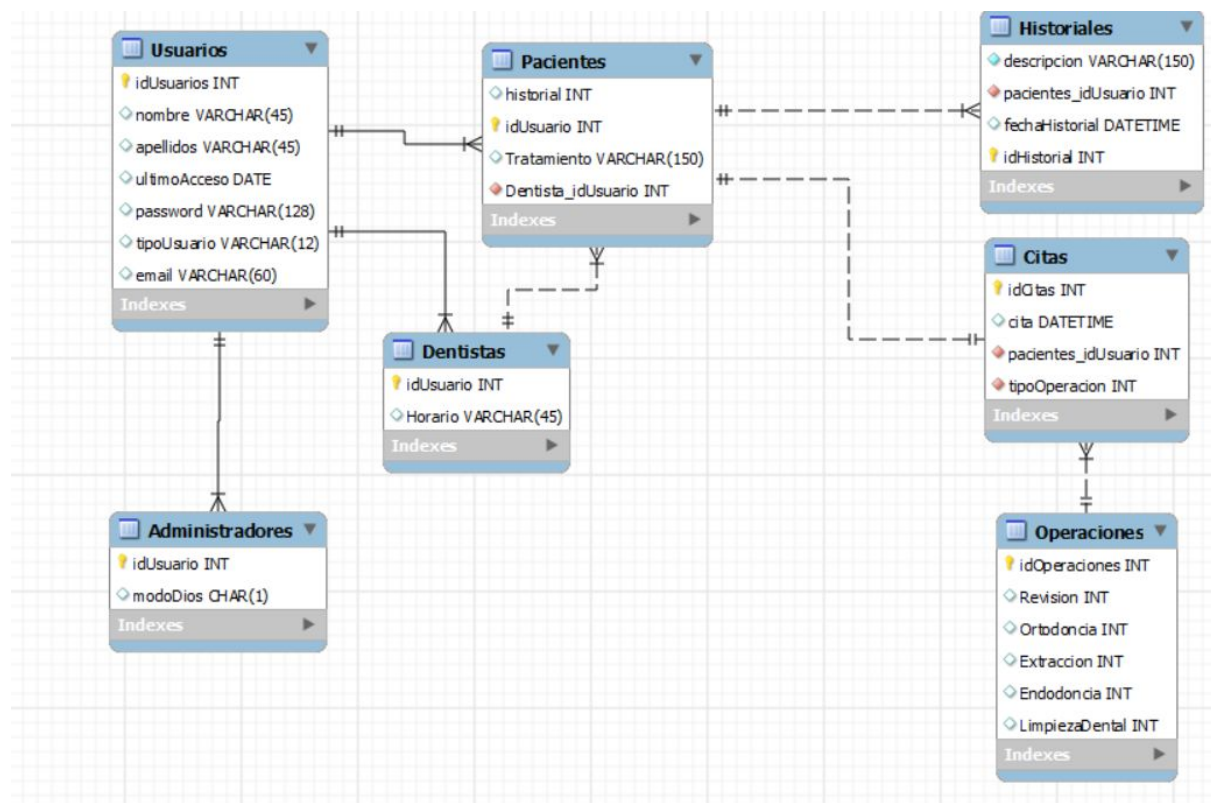 Usuarios
idUsuarios INT
nombre VARCHAR(45)
apellidos VARCHAR(45)
ultimoAcceso DATE
password VARCHAR(128)
tipoUsuario VARCHAR(12)
email VARCHAR(60)
Indexes
Pacientes
historial INT
idUsuario INT
Tratamiento VARCHAR(150)
Dentista_idUsuario INT
Indexes
Historiales
descripcion VARCHAR(150)
pacientes_idUsuario INT
fechaHistorial DATETIME
idHistorial INT
Indexes
Citas
idCitas INT
cita DATETIME
pacientes_idUsuario INT
tipoOperacion INT
Indexes
Dentistas
idUsuario INT
Horario VARCHAR(45)
Indexes
Administradores
idUsuario INT
modoDios CHAR(1)
Indexes
Operaciones
idOperaciones INT
Revision INT
Ortodoncia INT
Extraccion INT
Endodoncia INT
LimpiezaDental INT
Indexes